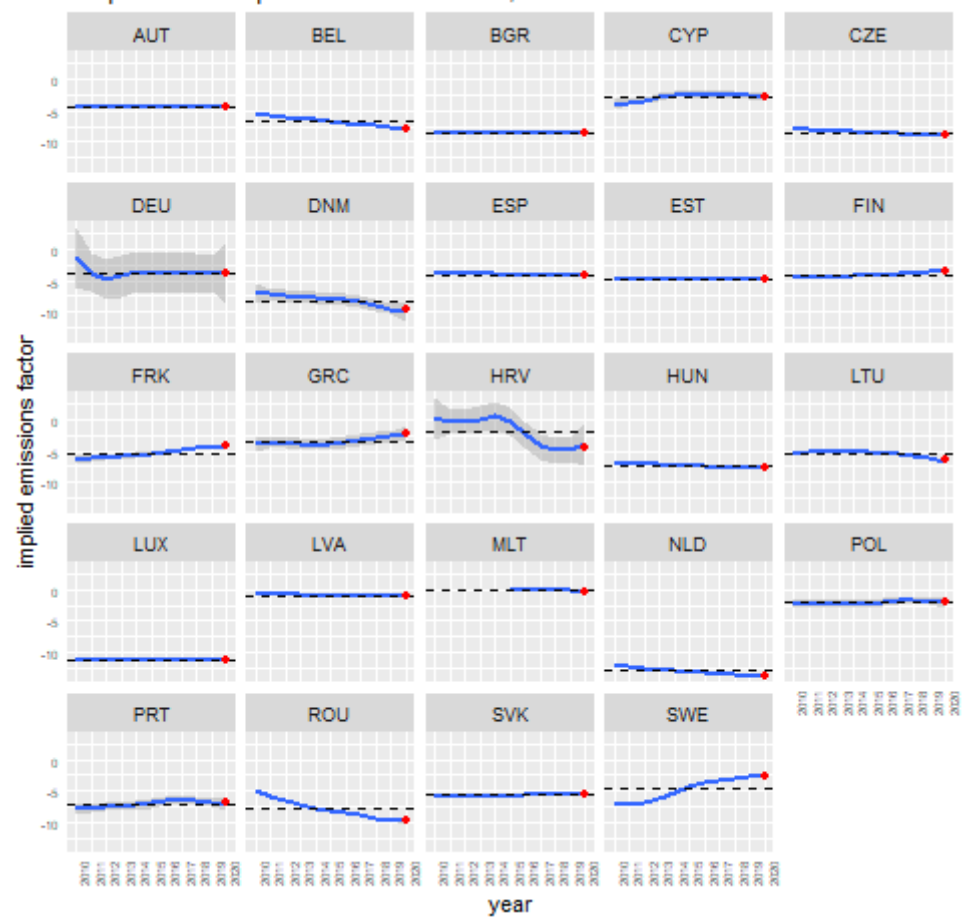 AUT BEL BGR CYP CZE
0
-5
-10
DEU DNM ESP EST FIN
0
-5
-10
FRK GRC HRV HUN LTU
0
-5
-10
implied emissions factor
LUX LVA MLT NLD POL
0
-5
-10
2010 2011 2012 2013 2014 2015 2016 2017 2018 2019 2020
PRT ROU SVK SWE
0
-5
-10
2010 2011 2012 2013 2014 2015 2016 2017 2018 2019 2020 2010 2011 2012 2013 2014 2015 2016 2017 2018 2019 2020 2010 2011 2012 2013 2014 2015 2016 2017 2018 2019 2020 2010 2011 2012 2013 2014 2015 2016 2017 2018 2019 2020
year